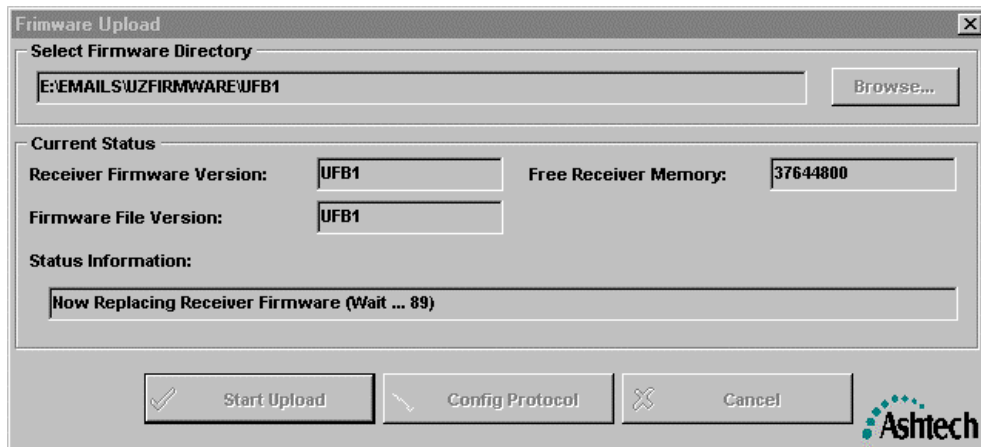 Frimware Upload
Select Firmware Directory
E:\EMAILS\UZFIRMWARE\UFB1
Browse...
Current Status
Receiver Firmware Version:
UFB1
Free Receiver Memory:
37644800
Firmware File Version:
UFB1
Status Information:
Now Replacing Receiver Firmware (Wait ... 89)
Start Upload
Config Protocol
Cancel
Ashtech